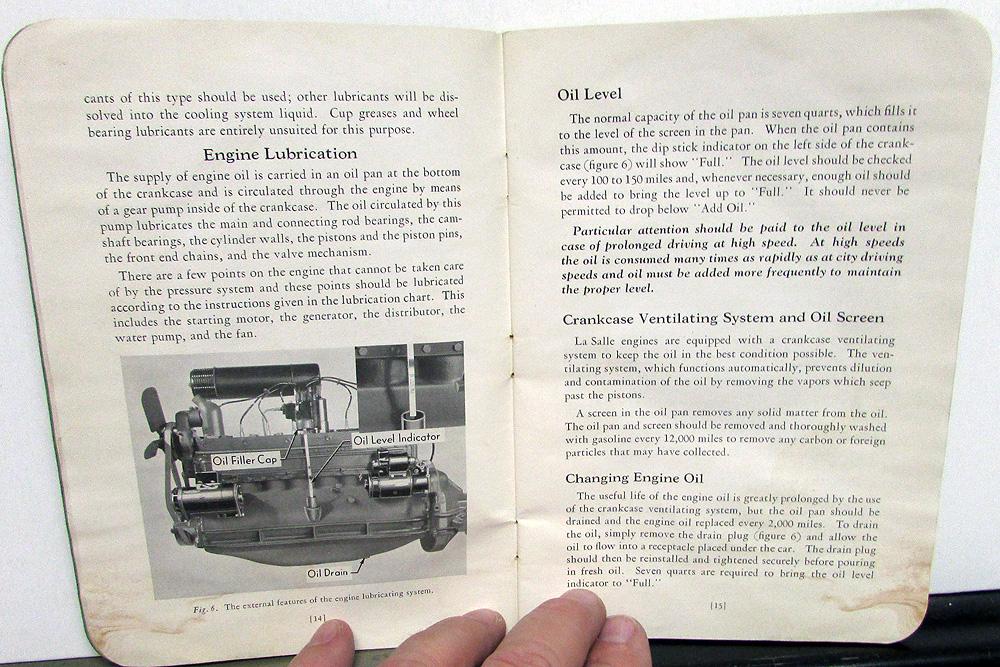 cants of this type should be used; other lubricants will be dis-
solved into the cooling system liquid. Cup greases and wheel
bearing lubricants are entirely unsuited for this purpose.
Engine Lubrication
The supply of engine oil is carried in an oil pan at the bottom
of the crankcase and is circulated through the engine by means
of a gear pump inside of the crankcase. The oil circulated by this
pump lubricates the main and connecting rod bearings, the cam-
shaft bearings, the cylinder walls, the pistons and the piston pins,
the front end chains, and the valve mechanism.
There are a few points on the engine that cannot be taken care
of by the pressure system and these points should be lubricated
according to the instructions given in the lubrication chart. This
includes the starting motor, the generator, the distributor, the
water pump, and the fan.
Oil Level Indicator
Oil Filler Cap
Oil Drain
Fig. 6. The external features of the engine lubricating system.
[14]
Oil Level
The normal capacity of the oil pan is seven quarts, which fills it
to the level of the screen in the pan. When the oil pan contains
this amount, the dip stick indicator on the left side of the crank-
case (figure 6) will show "Full." The oil level should be checked
every 100 to 150 miles and, whenever necessary, enough oil should
be added to bring the level up to "Full." It should never be
permitted to drop below "Add Oil."
Particular attention should be paid to the oil level in
case of prolonged driving at high speed. At high speeds
the oil is consumed many times as rapidly as at city driving
speeds and oil must be added more frequently to maintain
the proper level.
Crankcase Ventilating System and Oil Screen
La Salle engines are equipped with a crankcase ventilating
system to keep the oil in the best condition possible. The ven-
tilating system, which functions automatically, prevents dilution
and contamination of the oil by removing the vapors which seep
past the pistons.
A screen in the oil pan removes any solid matter from the oil.
The oil pan and screen should be removed and thoroughly washed
with gasoline every 12,000 miles to remove any carbon or foreign
particles that may have collected.
Changing Engine Oil
The useful life of the engine oil is greatly prolonged by the use
of the crankcase ventilating system, but the oil pan should be
drained and the engine oil replaced every 2,000 miles. To drain
the oil, simply remove the drain plug (figure 6) and allow the
oil to flow into a receptacle placed under the car. The drain plug
should then be reinstalled and tightened securely before pouring
in fresh oil. Seven quarts are required to bring the oil level
indicator to "Full."
[15]